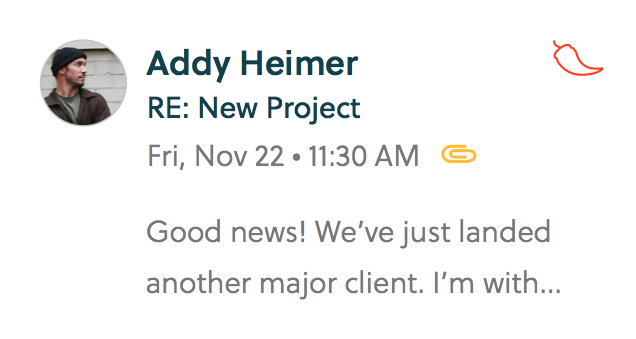 Addy Heimer
RE: New Project
Fri, Nov 22 • 11:30 AM
Good news! We’ve just landed
another major client. I’m with...